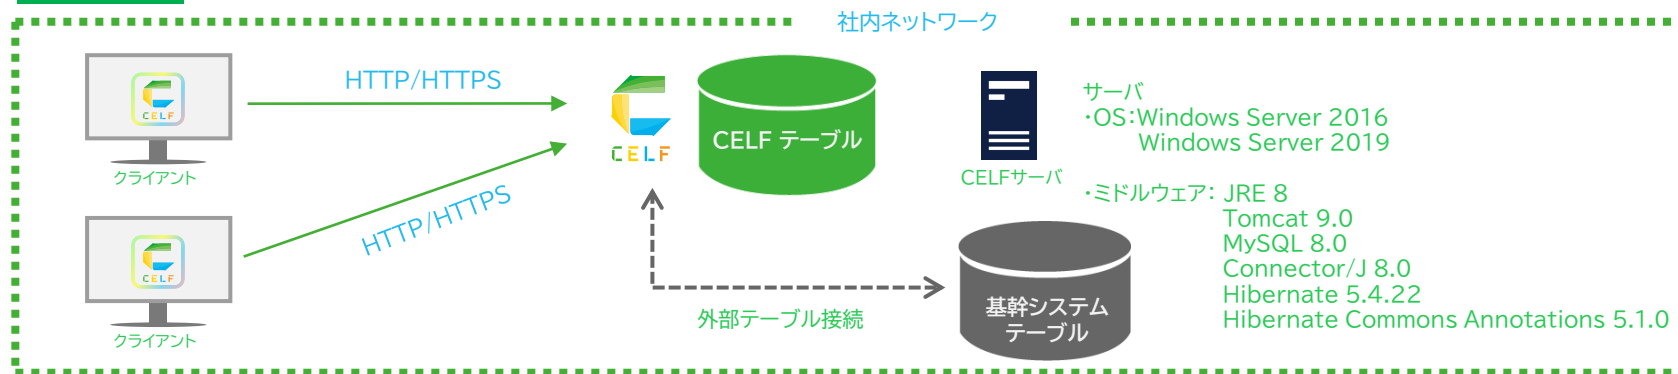 社内ネットワーク
HTTP/HTTPS
CELF
クライアント
HTTP/HTTPS
CELF
クライアント
CELF
CELF テーブル
外部テーブル接続
CELFサーバ
基幹システム
テーブル
サーバ
・OS：Windows Server 2016
Windows Server 2019
・ミドルウェア： JRE 8
Tomcat 9.0
MySQL 8.0
Connector/J 8.0
Hibernate 5.4.22
Hibernate Commons Annotations 5.1.0